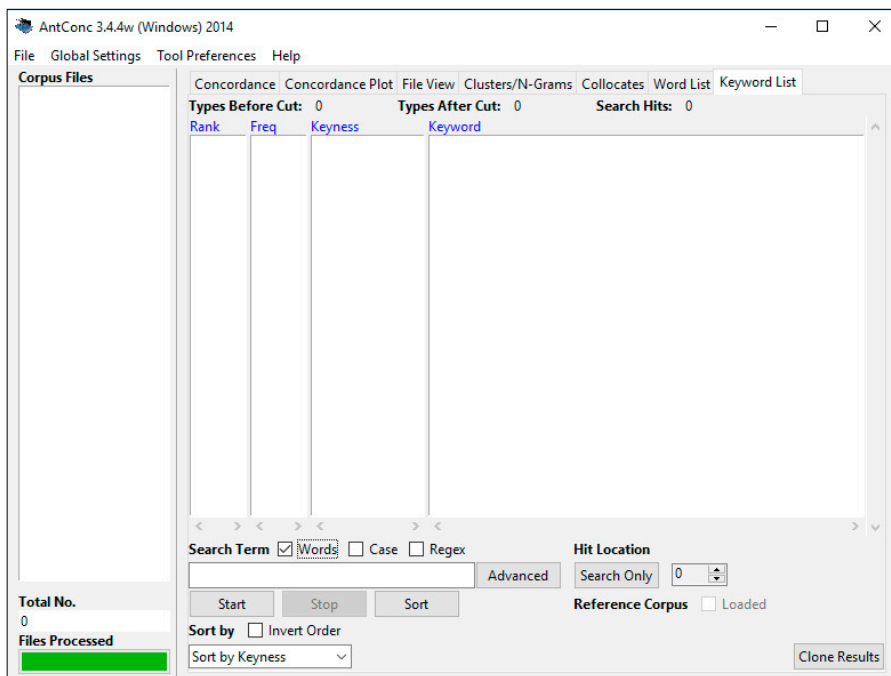 AntConc 3.4.4w (Windows) 2014
File Global Settings Tool Preferences Help
Corpus Files
Concordance Concordance Plot File View Clusters/N-Grams Collocates Word List Keyword List
Types Before Cut: 0 Types After Cut: 0 Search Hits: 0
Rank Freq Keyness Keyword
Search Term Words Case Regex Hit Location
Advanced Search Only 0
Total No. Start Stop Sort Reference Corpus Loaded
0
Files Processed Sort by Invert Order
Sort by Keyness Clone Results